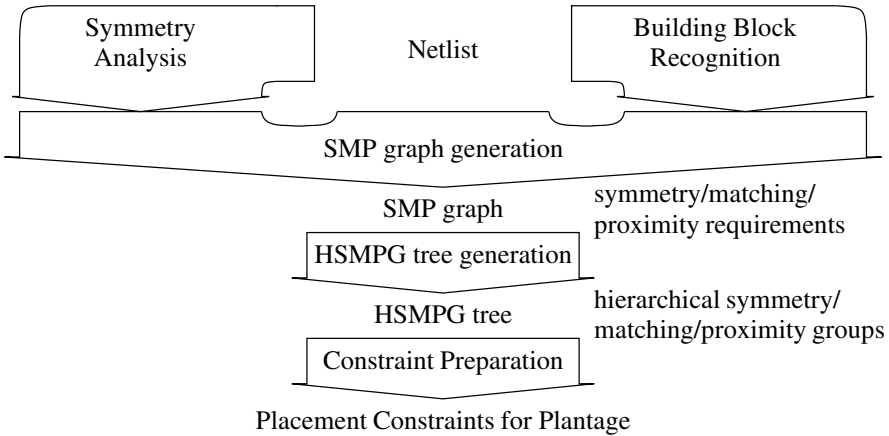 Symmetry
Analysis
Netlist
Building Block
Recognition
SMP graph generation
SMP graph
symmetry/matching/
proximity requirements
HSMPG tree generation
HSMPG tree
hierarchical symmetry/
matching/proximity groups
Constraint Preparation
Placement Constraints for Plantage